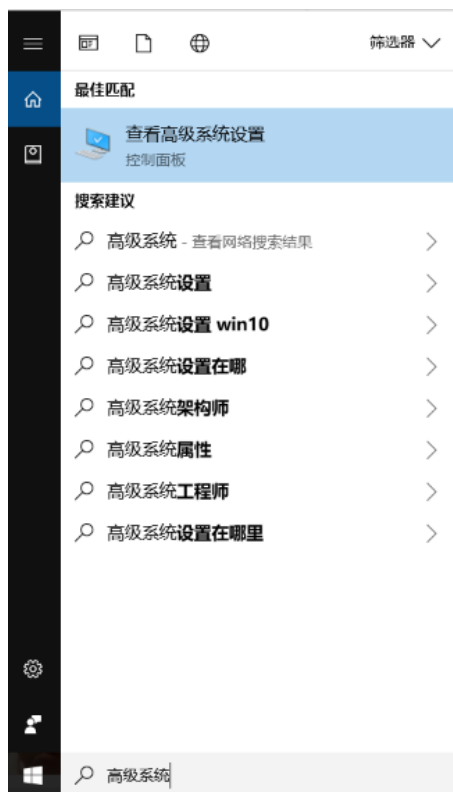 筛选器
最佳匹配
查看高级系统设置
控制面板
搜索建议
高级系统 - 查看网络搜索结果
高级系统设置
高级系统设置 win10
高级系统设置在哪
高级系统架构师
高级系统属性
高级系统工程师
高级系统设置在哪里
高级系统